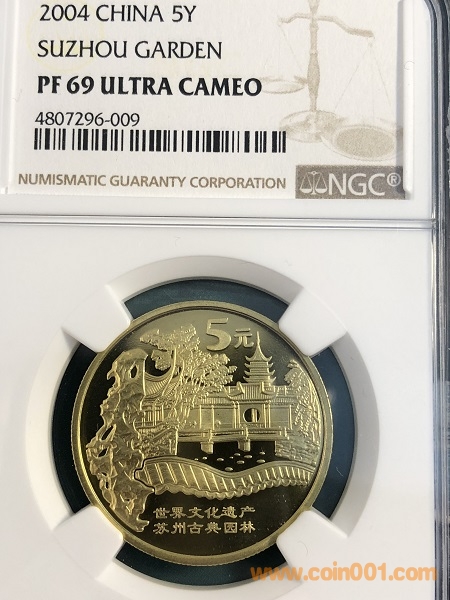 2004 CHINA 5Y
SUZHOU GARDEN
PF 69 ULTRA CAMEO
4807296-009
NUMISMATIC GUARANTY CORPORATION
NGC®
5元
世界文化遗产
苏州古典园林
www.coin001.com